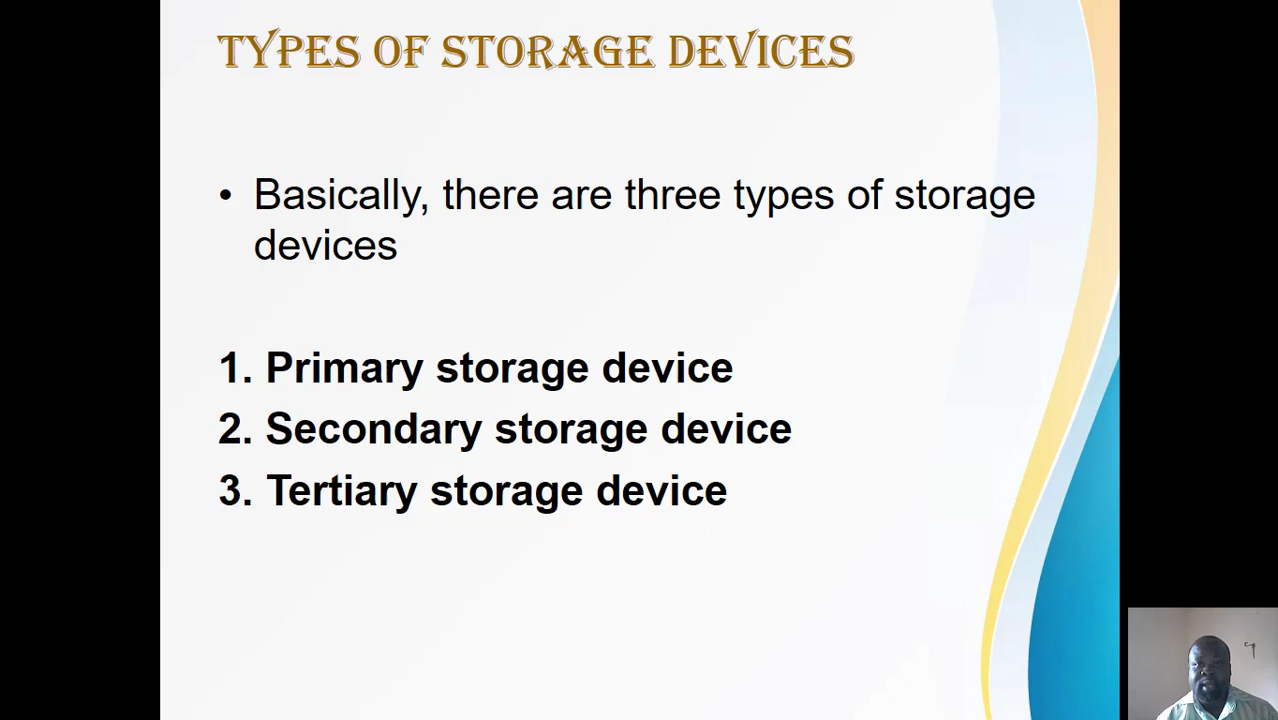 TYPES OF STORAGE DEVICES
• Basically, there are three types of storage
devices
1. Primary storage device
2. Secondary storage device
3. Tertiary storage device